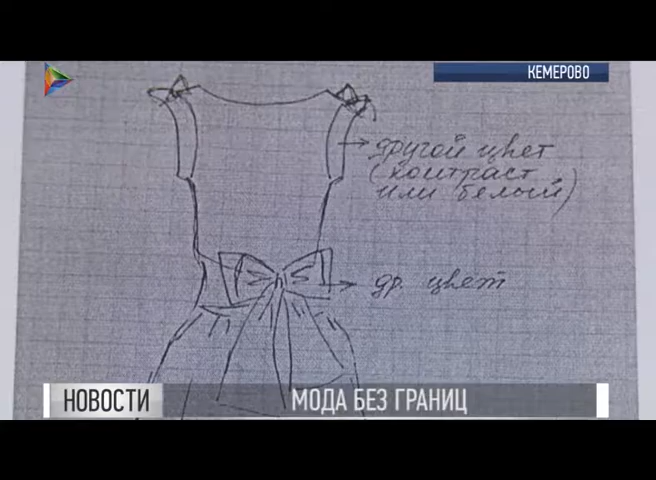 КЕМЕРОВО
другой цвет
(контраст
или белый)
др. цвет
НОВОСТИ
МОДА БЕЗ ГРАНИЦ